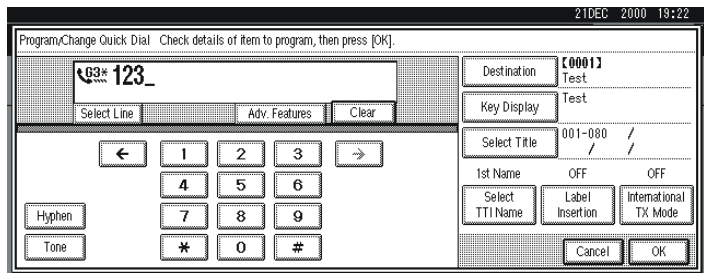 21DEC 2000 19:22
Program/Change Quick Dial Check details of item to program, then press [OK].
G3* 123_
Select Line Adv. Features Clear
← 1 2 3 →
4 5 6
Hyphen 7 8 9
Tone * 0 #
Destination 【0001】
Test
Key Display Test
Select Title 001-080 /
/ /
1st Name OFF OFF
Select TTI Name
Label Insertion
International TX Mode
Cancel OK